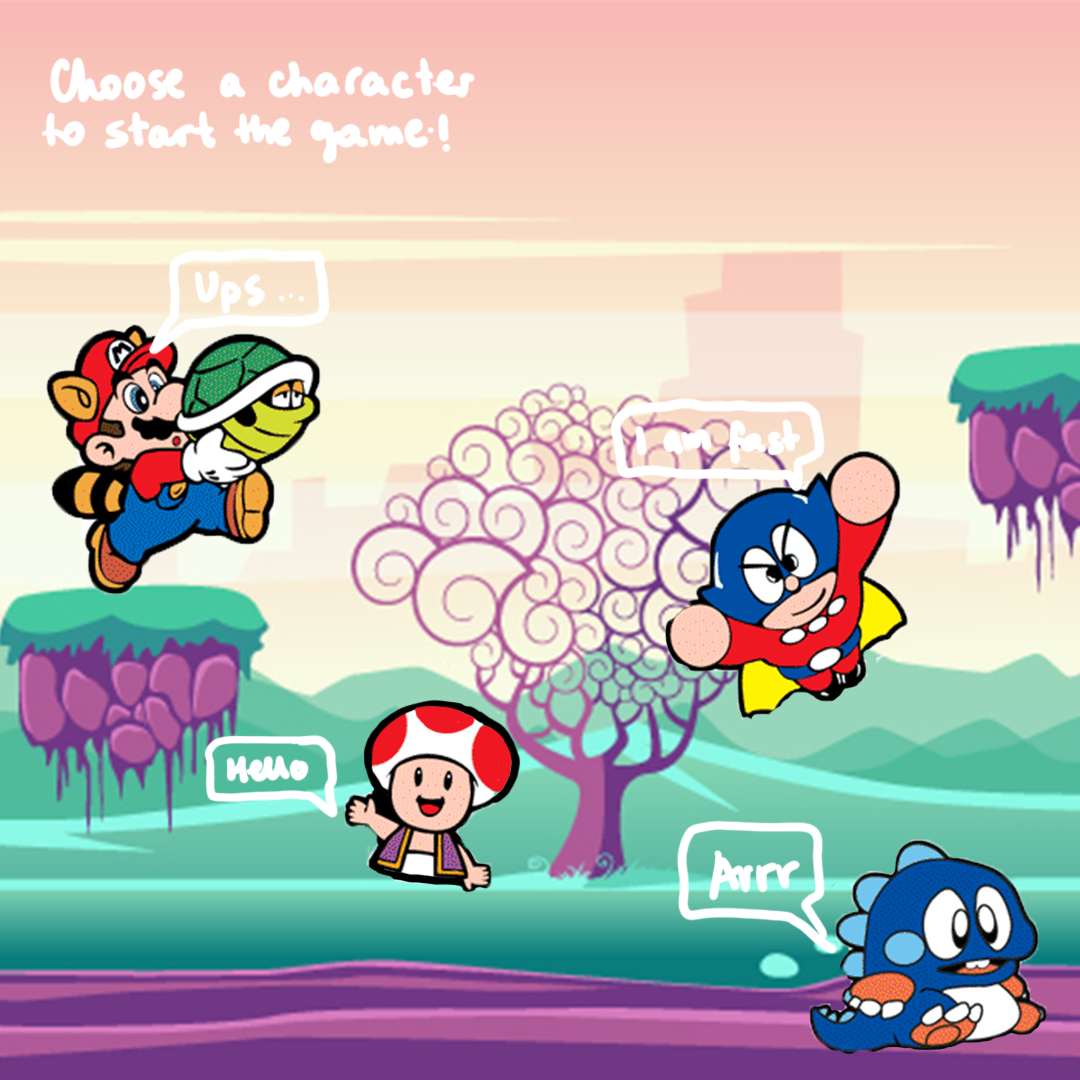 Choose a character
to start the game!
Ups ...
M
I am fast
Hello
Arrr